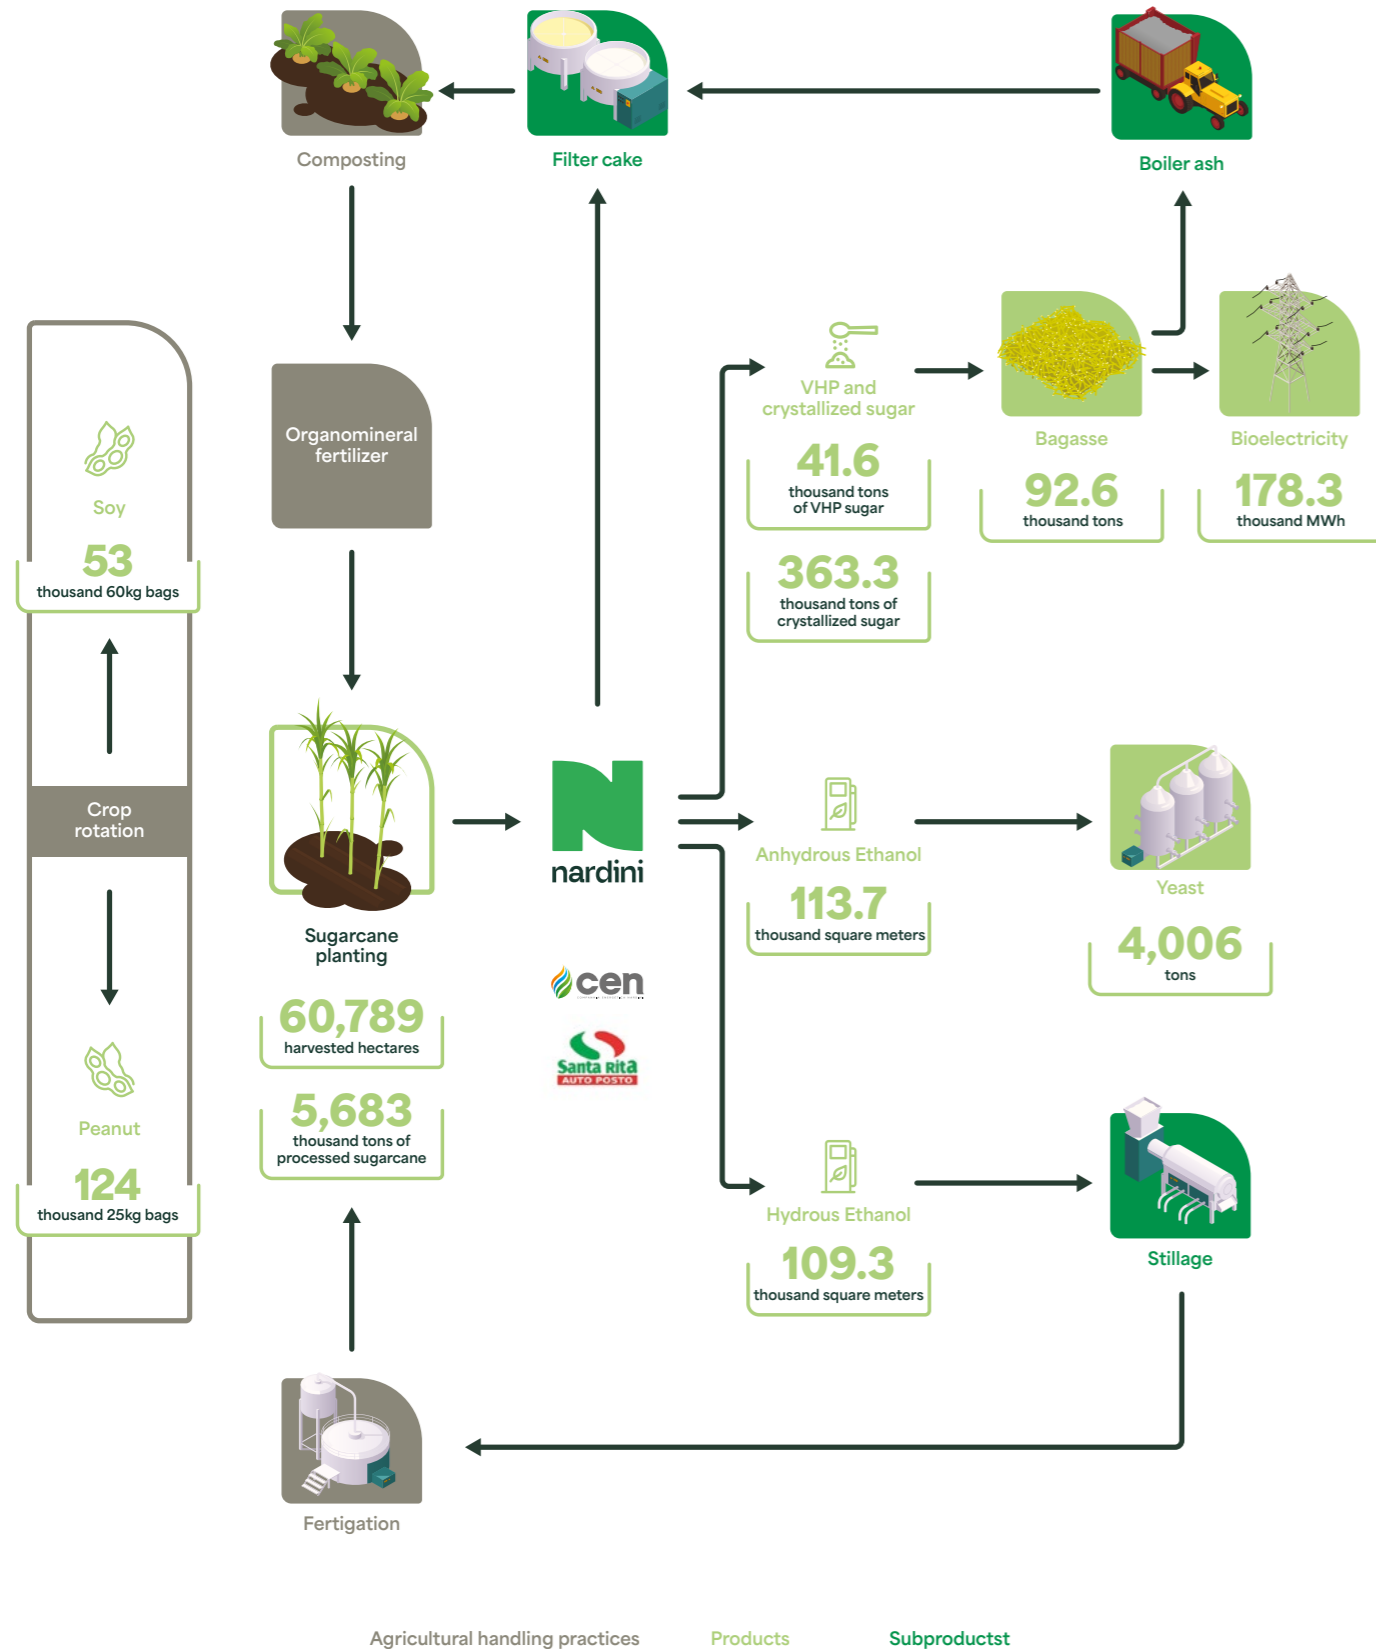 Composting
Filter cake
Boiler ash
Organomineral
fertilizer
Soy
53
thousand 60kg bags
Crop
rotation
Peanut
124
thousand 25kg bags
Sugarcane
planting
60,789
harvested hectares
5,683
thousand tons of
processed sugarcane
nardini
cen
Santa Rita
AUTO POSTO
VHP and
crystallized sugar
41.6
thousand tons
of VHP sugar
363.3
thousand tons of
crystallized sugar
Bagasse
92.6
thousand tons
Bioelectricity
178.3
thousand MWh
Anhydrous Ethanol
113.7
thousand square meters
Yeast
4,006
tons
Hydrous Ethanol
109.3
thousand square meters
Stillage
Fertigation
Agricultural handling practices
Products
Subproductst